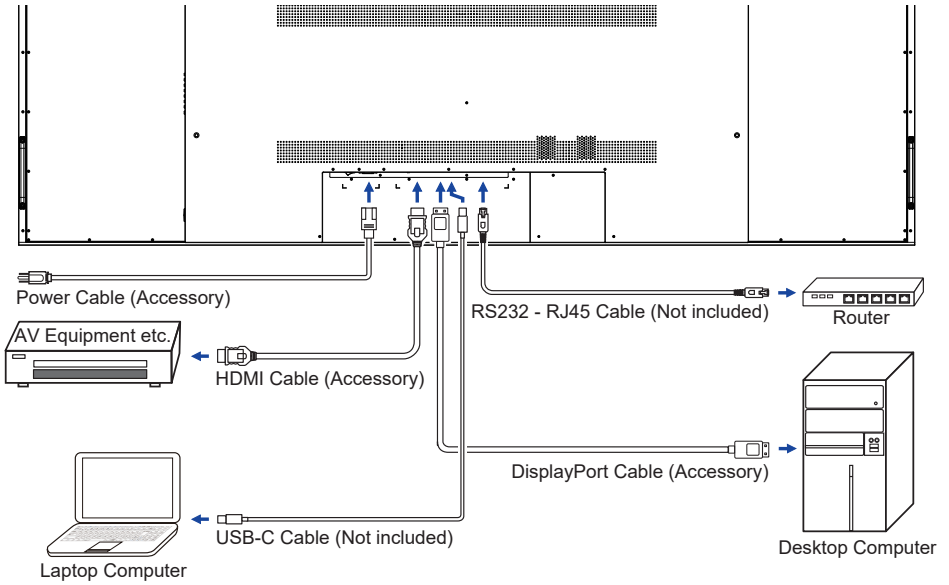 Power Cable (Accessory)
RS232 - RJ45 Cable (Not included)
Router
AV Equipment etc.
HDMI Cable (Accessory)
DisplayPort Cable (Accessory)
USB-C Cable (Not included)
Desktop Computer
Laptop Computer